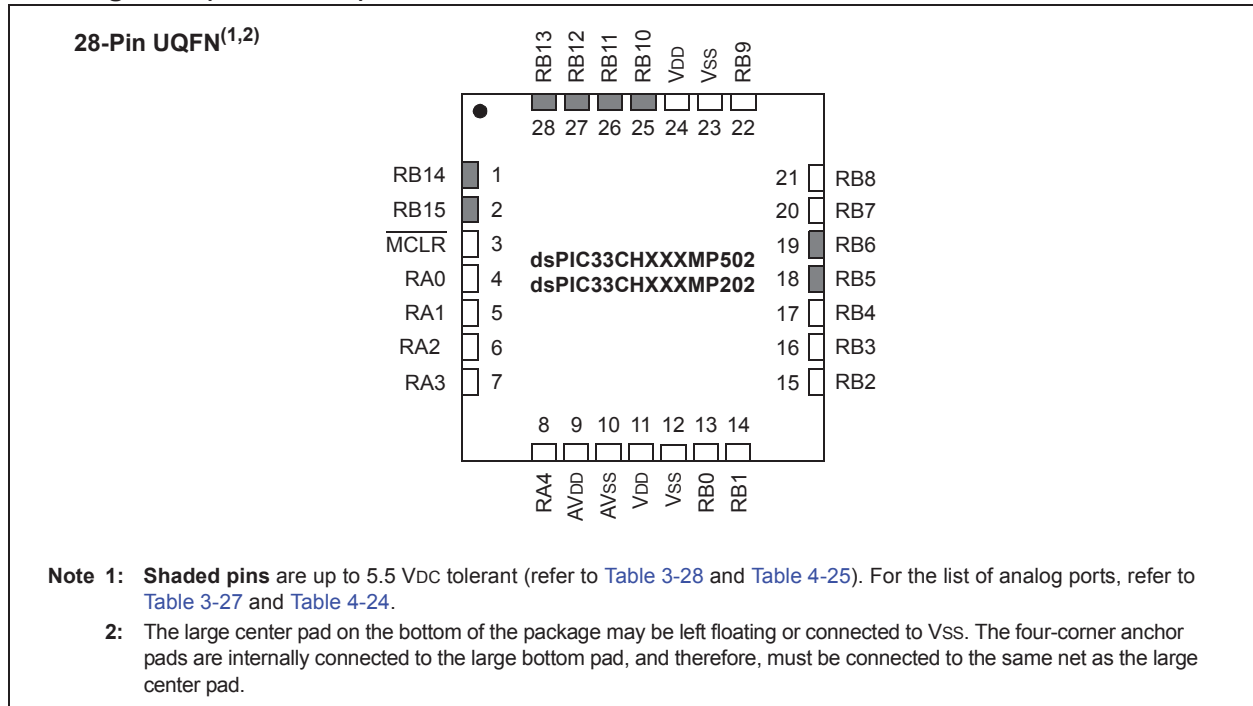 28-Pin UQFN(1,2)
RB13
RB12
RB11
RB10
VDD
VSS
RB9
28 27 26 25 24 23 22
RB14 1
RB15 2
MCLR 3
RA0 4
RA1 5
RA2 6
RA3 7
dsPIC33CHXXXMP502
dsPIC33CHXXXMP202
21 RB8
20 RB7
19 RB6
18 RB5
17 RB4
16 RB3
15 RB2
8 9 10 11 12 13 14
RA4
AVDD
AVSS
VDD
VSS
RB0
RB1
Note 1: Shaded pins are up to 5.5 VDC tolerant (refer to Table 3-28 and Table 4-25). For the list of analog ports, refer to
Table 3-27 and Table 4-24.
2: The large center pad on the bottom of the package may be left floating or connected to VSS. The four-corner anchor
pads are internally connected to the large bottom pad, and therefore, must be connected to the same net as the large
center pad.